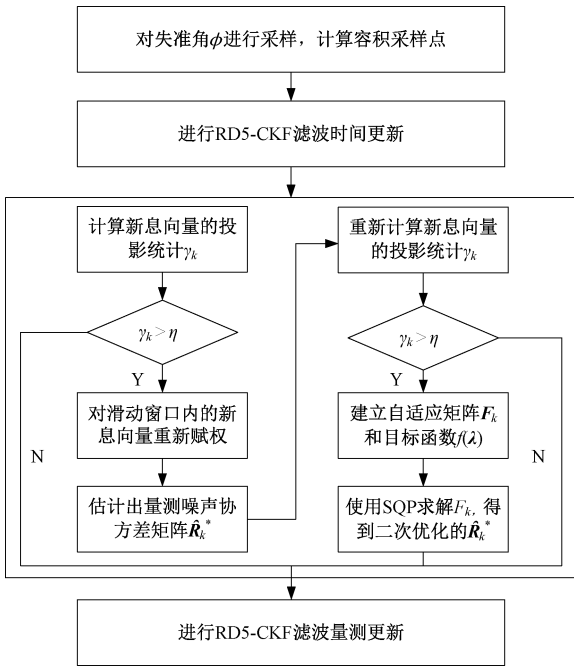 对失准角ϕ进行采样，计算容积采样点
进行RD5-CKF滤波时间更新
计算新息向量的投
影统计γk
γk > η
Y
对滑动窗口内的新
息向量重新赋权
N
估计出量测噪声协
方差矩阵R̂k*
重新计算新息向量
的投影统计γk
γk > η
Y
建立自适应矩阵Fk
和目标函数f(λ)
N
使用SQP求解Fk, 得
到二次优化的R̂k*
进行RD5-CKF滤波量测更新